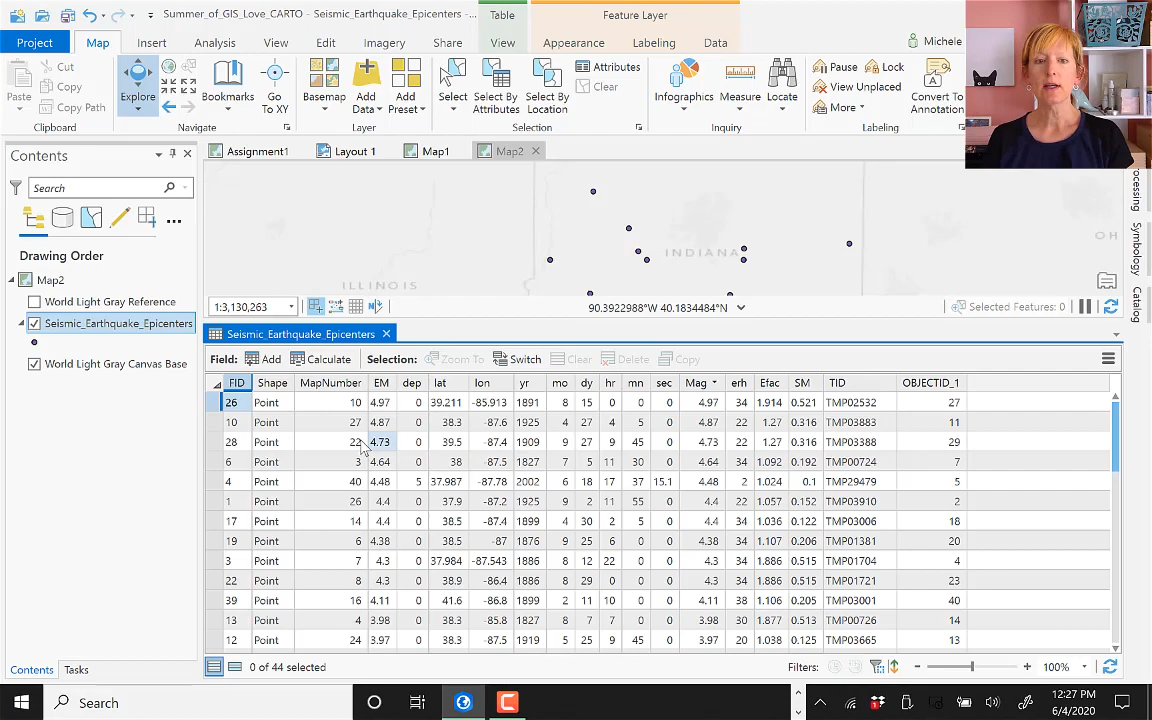 Summer_of_GIS_Love_CARTO - Seismic_Earthquake_Epicenters -...
Table
Feature Layer
Project Map Insert Analysis View Edit Imagery Share View Appearance Labeling Data
Michele
Paste
Cut
Copy
Copy Path
Clipboard
Explore
Bookmarks
Go To XY
Navigate
Basemap
Add Data
Add Preset
Layer
Select
Select By Attributes
Select By Location
Attributes
Clear
Selection
Infographics
Measure
Locate
Inquiry
Pause
Lock
View Unplaced
More
Convert To Annotation
Labeling
Contents
Search
Drawing Order
Map2
World Light Gray Reference
Seismic_Earthquake_Epicenters
World Light Gray Canvas Base
Contents Tasks
Assignment1 Layout 1 Map1 Map2
ILLINOIS
INDIANA
OH
1:3,130,263
90.3922988°W 40.1834484°N
Selected Features: 0
Symbology
Catalog
Seismic_Earthquake_Epicenters
Field: Add Calculate Selection: Zoom To Switch Clear Delete Copy
FID Shape MapNumber EM dep lat lon yr mo dy hr mn sec Mag erh Efac SM TID OBJECTID_1
26 Point 10 4.97 0 39.211 -85.913 1891 8 15 0 0 0 4.97 34 1.914 0.521 TMP02532 27
10 Point 27 4.87 0 38.3 -87.6 1925 4 27 4 5 0 4.87 22 1.27 0.316 TMP03883 11
28 Point 22 4.73 0 39.5 -87.4 1909 9 27 9 45 0 4.73 22 1.27 0.316 TMP03388 29
6 Point 3 4.64 0 38 -87.5 1827 7 5 11 30 0 4.64 34 1.092 0.192 TMP00724 7
4 Point 40 4.48 5 37.987 -87.78 2002 6 18 17 37 15.1 4.48 2 1.024 0.1 TMP29479 5
1 Point 26 4.4 0 37.9 -87.2 1925 9 2 11 55 0 4.4 22 1.057 0.152 TMP03910 2
17 Point 14 4.4 0 38.5 -87.4 1899 4 30 2 5 0 4.4 34 1.036 0.122 TMP03006 18
19 Point 6 4.38 0 38.5 -87 1876 9 25 6 0 0 4.38 34 1.107 0.206 TMP01381 20
3 Point 7 4.3 0 37.984 -87.543 1886 8 12 22 0 0 4.3 34 1.886 0.515 TMP01704 4
22 Point 8 4.3 0 38.9 -86.4 1886 8 29 0 0 0 4.3 34 1.886 0.515 TMP01721 23
39 Point 16 4.11 0 41.6 -86.8 1899 2 11 10 0 0 4.11 38 1.106 0.205 TMP03001 40
13 Point 4 3.98 0 38.3 -85.8 1827 8 7 7 0 0 3.98 34 1.877 0.513 TMP00726 14
12 Point 24 3.97 0 38.3 -87.5 1919 5 25 9 45 0 3.97 30 1.038 0.125 TMP03665 13
0 of 44 selected
Filters:
100%
Search
12:27 PM
6/4/2020